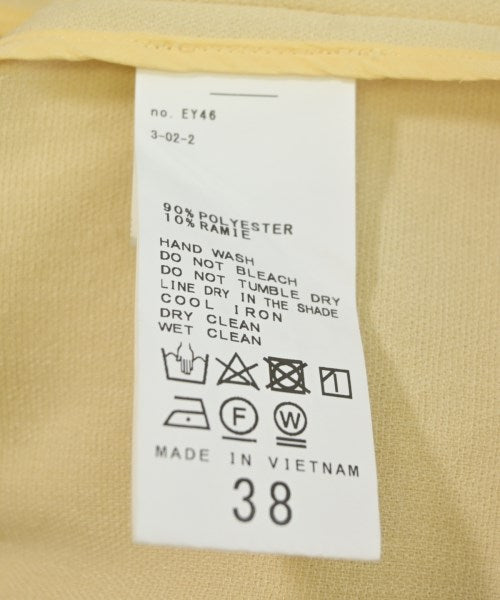 no. EY46
3-02-2
90% POLYESTER
10% RAMIE
HAND WASH
DO NOT BLEACH
DO NOT TUMBLE DRY
LINE DRY IN THE SHADE
COOL IRON
DRY CLEAN
WET CLEAN
F W
MADE IN VIETNAM
38